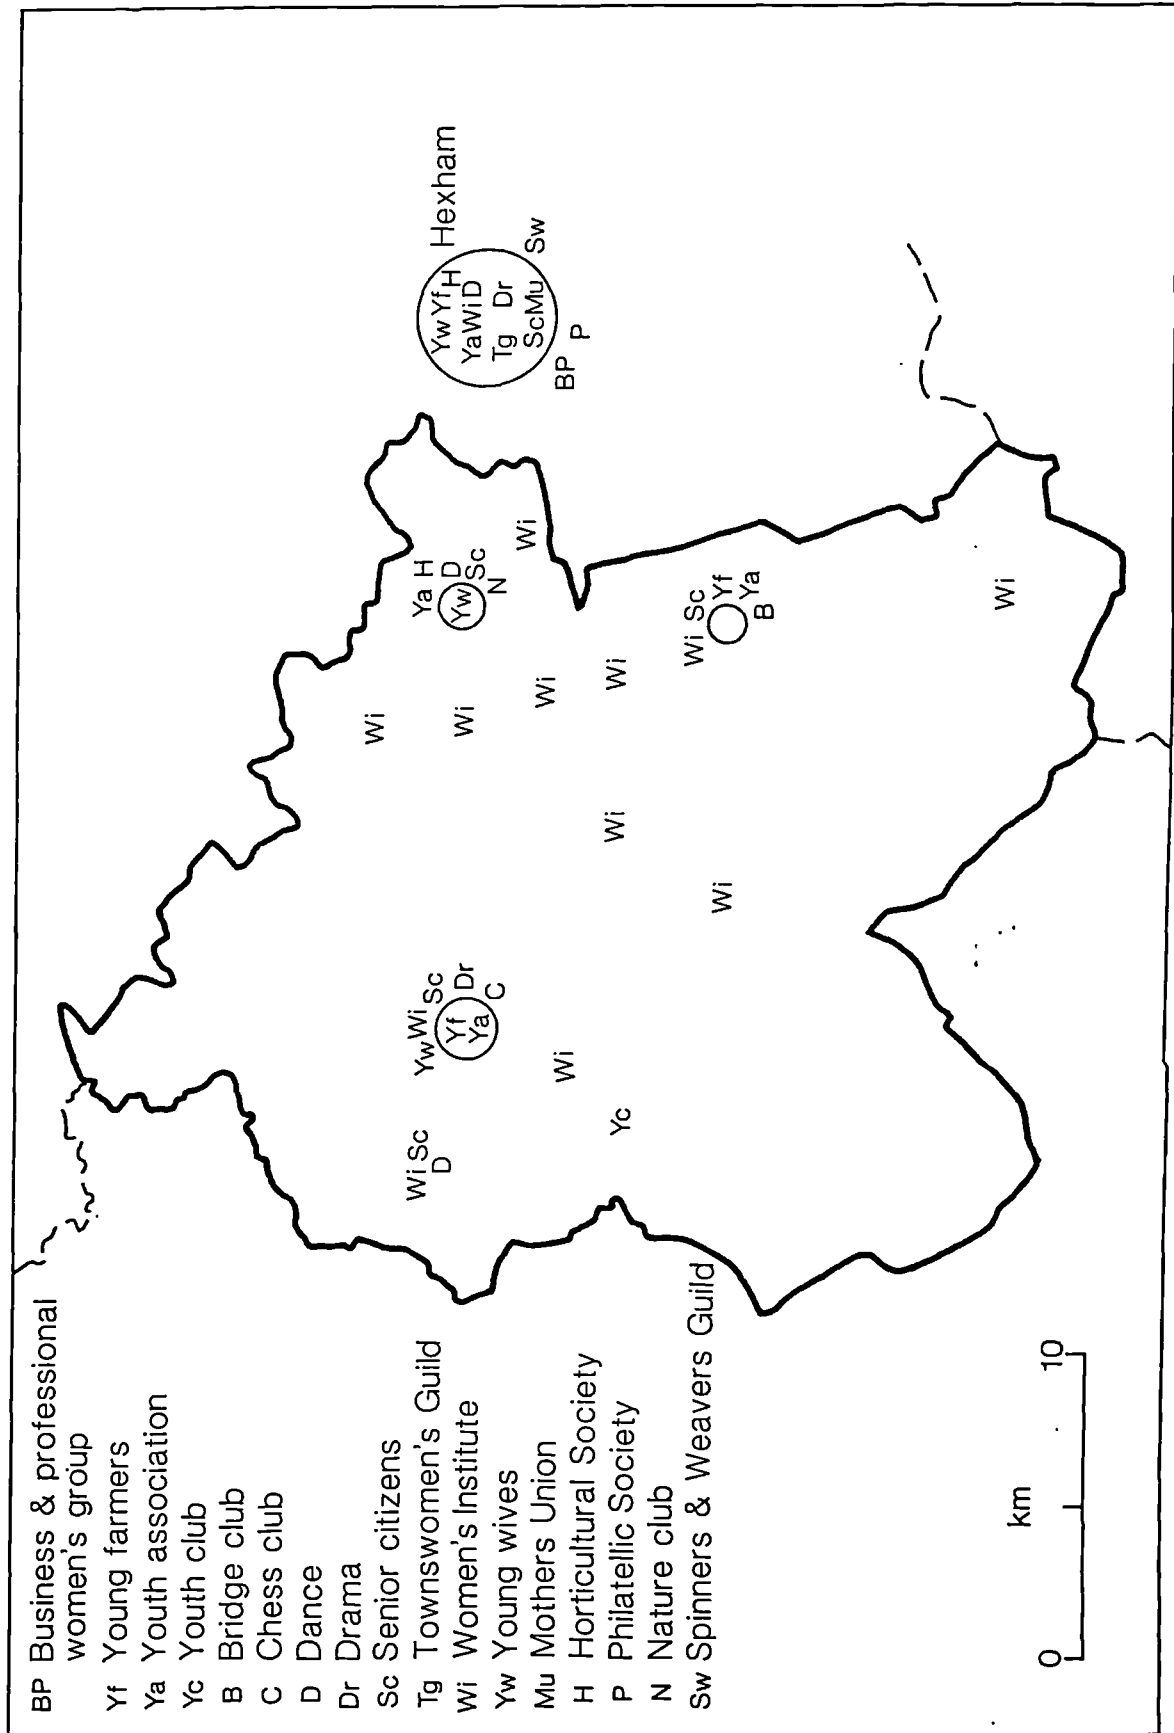 BP Business & professional
women's group
Yf Young farmers
Ya Youth association
Yc Youth club
B Bridge club
C Chess club
D Dance
Dr Drama
Sc Senior citizens
Tg Townswomen's Guild
Wi Women's Institute
Yw Young wives
Mu Mothers Union
H Horticultural Society
P Philatellic Society
N Nature club
Sw Spinners & Weavers Guild
km
0 10
Wi Sc
D
Yw Wi Sc
Yf Dr
Ya C
Wi
Yc
Wi
Wi
Wi
Wi
Wi
Wi
Ya H
Yw D
Sc
N
Wi
Wi Sc Yf
B Ya
Wi
Hexham
Yw Yf H
Ya Wi D
Tg Dr
Sc Mu
BP P Sw